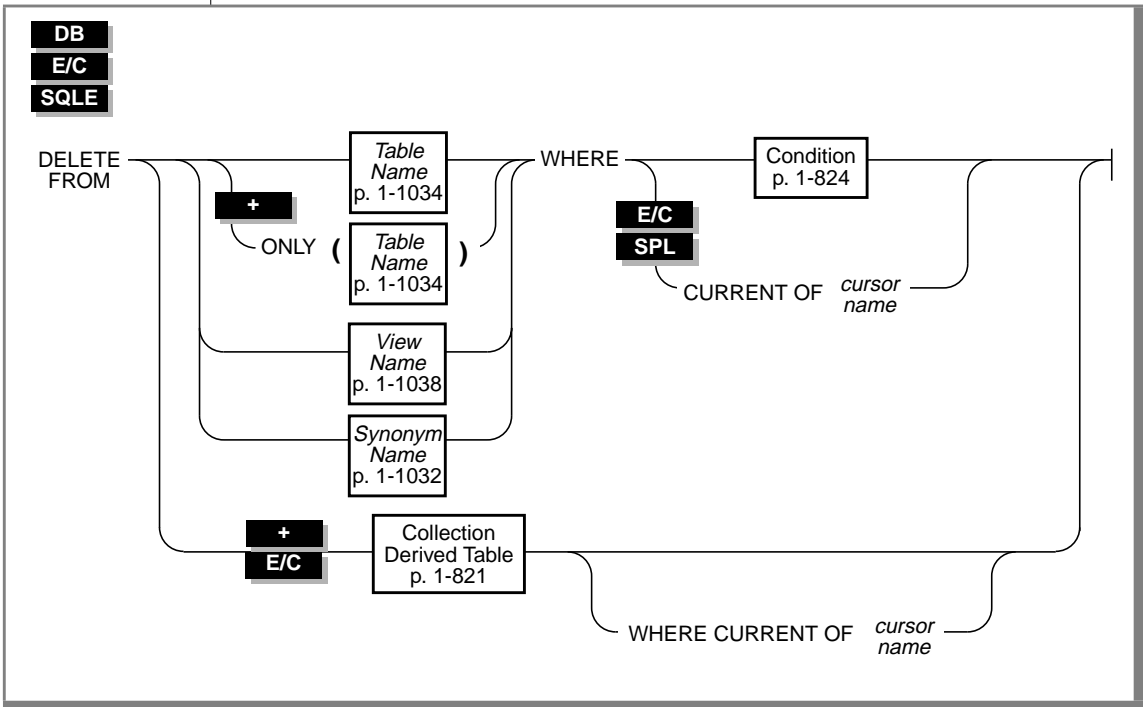 DB
E/C
SQLE
DELETE
FROM
Table
Name
p. 1-1034
WHERE
Condition
p. 1-824
+
ONLY ( Table
Name
p. 1-1034 )
E/C
SPL
CURRENT OF cursor
name
View
Name
p. 1-1038
Synonym
Name
p. 1-1032
+
E/C
Collection
Derived Table
p. 1-821
WHERE CURRENT OF cursor
name